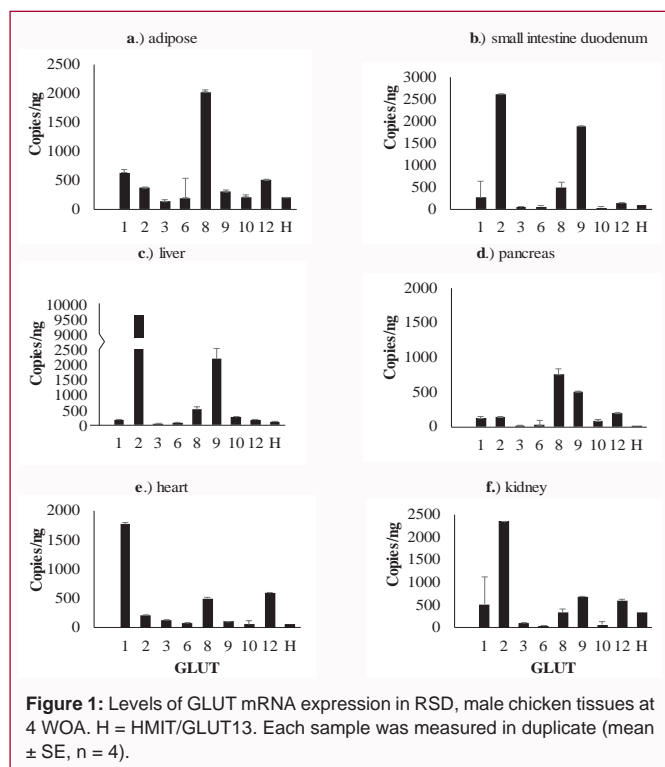 a.) adipose
2500
2000
1500
1000
500
0
Copies/ng
1 2 3 6 8 9 10 12 H
b.) small intestine duodenum
3000
2500
2000
1500
1000
500
0
Copies/ng
1 2 3 6 8 9 10 12 H
c.) liver
10000
9500
9000
2500
2000
1500
1000
500
0
Copies/ng
1 2 3 6 8 9 10 12 H
d.) pancreas
2000
1500
1000
500
0
Copies/ng
1 2 3 6 8 9 10 12 H
e.) heart
2000
1500
1000
500
0
Copies/ng
1 2 3 6 8 9 10 12 H
GLUT
f.) kidney
2500
2000
1500
1000
500
0
Copies/ng
1 2 3 6 8 9 10 12 H
GLUT
Figure 1: Levels of GLUT mRNA expression in RSD, male chicken tissues at
4 WOA. H = HMIT/GLUT13. Each sample was measured in duplicate (mean
± SE, n = 4).